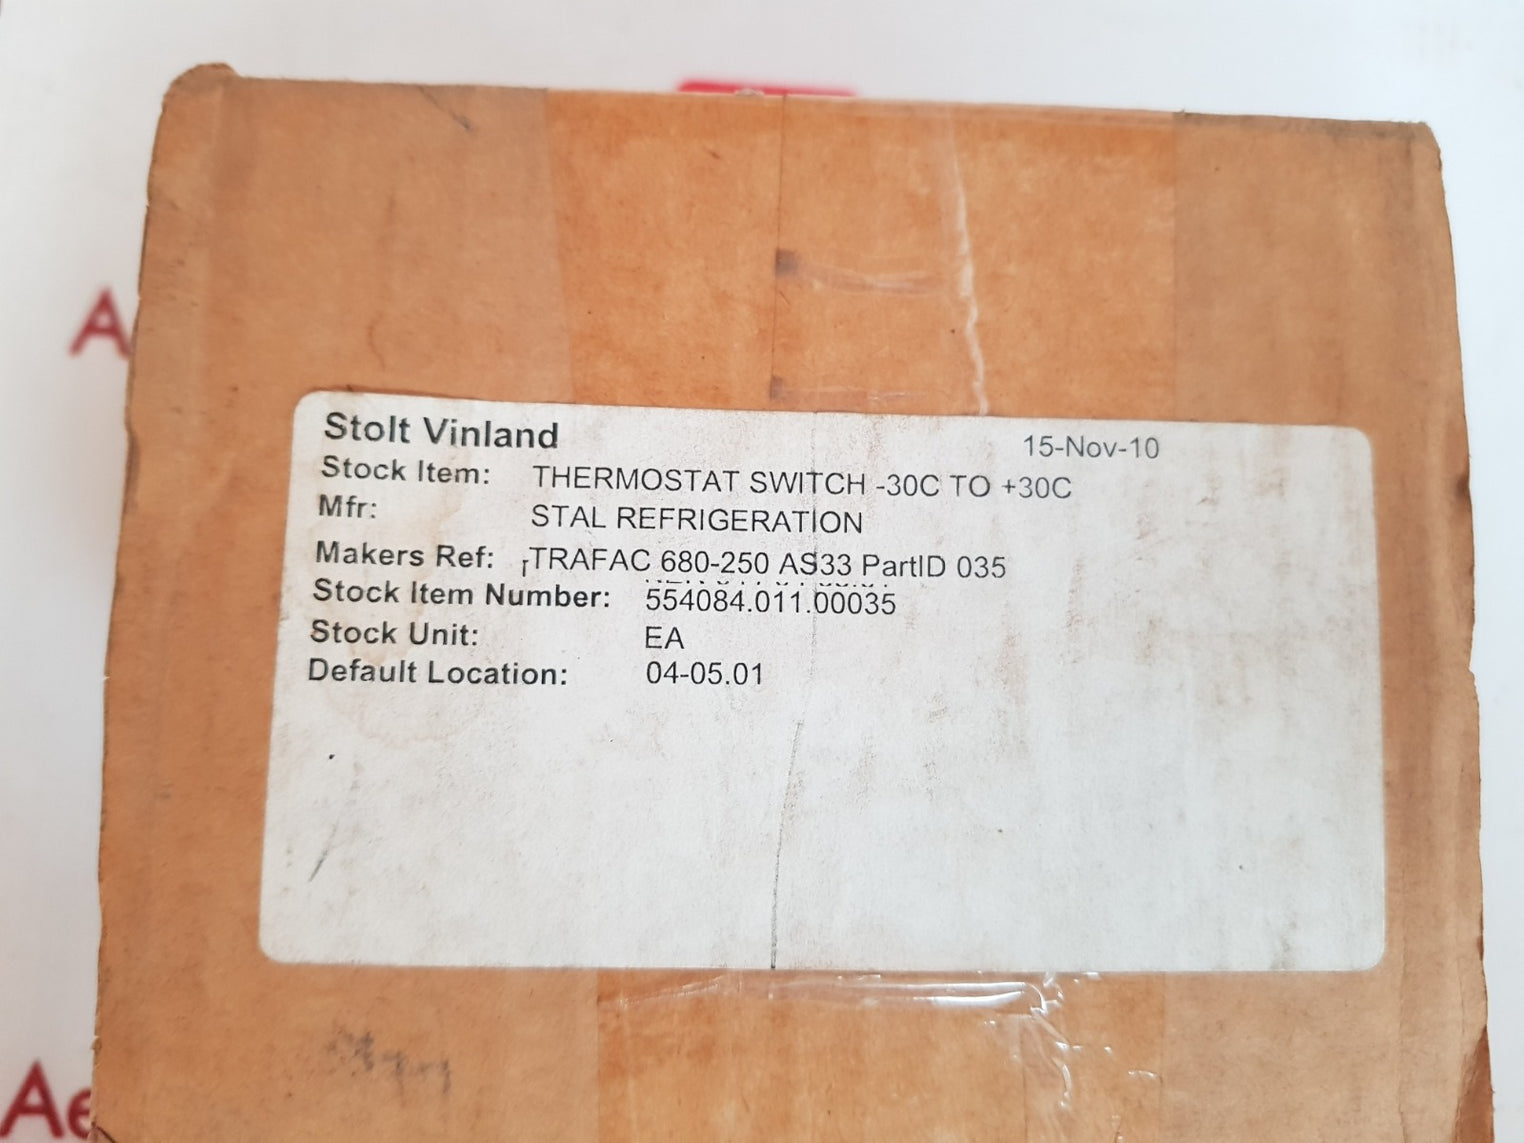 Stolt Vinland 15-Nov-10
Stock Item: THERMOSTAT SWITCH -30C TO +30C
Mfr: STAL REFRIGERATION
Makers Ref: TRAFAC 680-250 AS33 PartID 035
Stock Item Number: 554084.011.00035
Stock Unit: EA
Default Location: 04-05.01